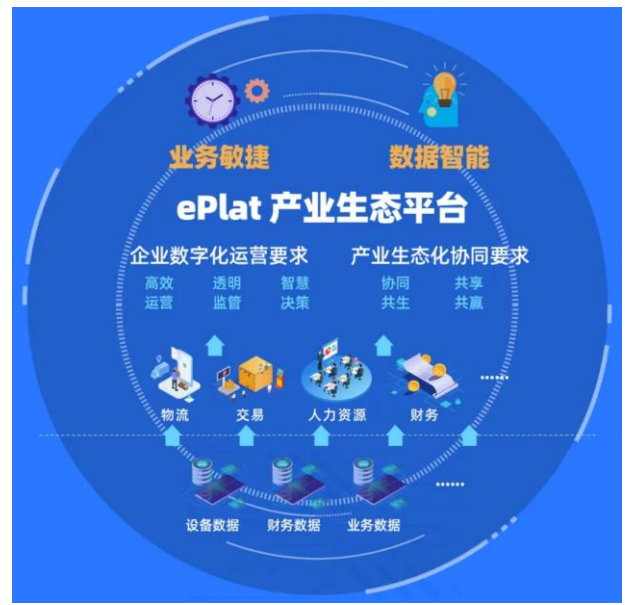 业务敏捷 数据智能
ePlat 产业生态平台
企业数字化运营要求 产业生态化协同要求
高效 透明 智慧 协同 共享
运营 监管 决策 共生 共赢
物流 交易 人力资源 财务 ……
设备数据 财务数据 业务数据 ……